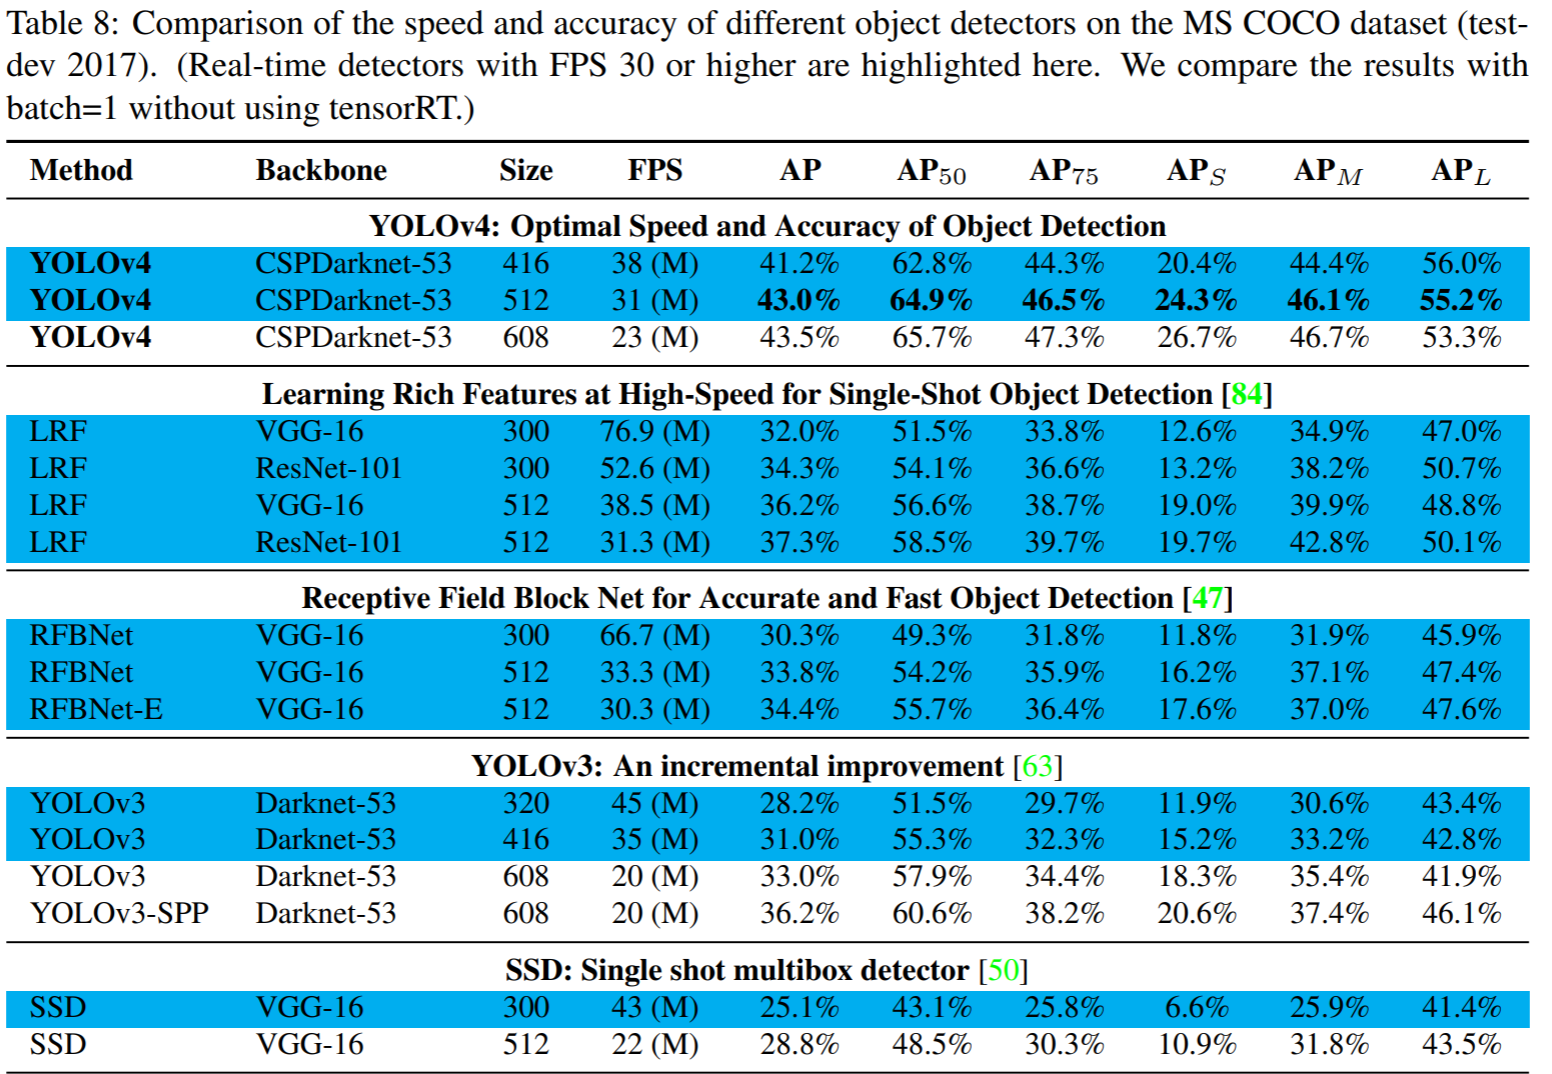 Table 8: Comparison of the speed and accuracy of different object detectors on the MS COCO dataset (test-
dev 2017). (Real-time detectors with FPS 30 or higher are highlighted here. We compare the results with
batch=1 without using tensorRT.)
Method Backbone Size FPS AP AP50 AP75 APS APM APL
YOLOv4: Optimal Speed and Accuracy of Object Detection
YOLOv4 CSPDarknet-53 416 38 (M) 41.2% 62.8% 44.3% 20.4% 44.4% 56.0%
YOLOv4 CSPDarknet-53 512 31 (M) 43.0% 64.9% 46.5% 24.3% 46.1% 55.2%
YOLOv4 CSPDarknet-53 608 23 (M) 43.5% 65.7% 47.3% 26.7% 46.7% 53.3%
Learning Rich Features at High-Speed for Single-Shot Object Detection [84]
LRF VGG-16 300 76.9 (M) 32.0% 51.5% 33.8% 12.6% 34.9% 47.0%
LRF ResNet-101 300 52.6 (M) 34.3% 54.1% 36.6% 13.2% 38.2% 50.7%
LRF VGG-16 512 38.5 (M) 36.2% 56.6% 38.7% 19.0% 39.9% 48.8%
LRF ResNet-101 512 31.3 (M) 37.3% 58.5% 39.7% 19.7% 42.8% 50.1%
Receptive Field Block Net for Accurate and Fast Object Detection [47]
RFBNet VGG-16 300 66.7 (M) 30.3% 49.3% 31.8% 11.8% 31.9% 45.9%
RFBNet VGG-16 512 33.3 (M) 33.8% 54.2% 35.9% 16.2% 37.1% 47.4%
RFBNet-E VGG-16 512 30.3 (M) 34.4% 55.7% 36.4% 17.6% 37.0% 47.6%
YOLOv3: An incremental improvement [63]
YOLOv3 Darknet-53 320 45 (M) 28.2% 51.5% 29.7% 11.9% 30.6% 43.4%
YOLOv3 Darknet-53 416 35 (M) 31.0% 55.3% 32.3% 15.2% 33.2% 42.8%
YOLOv3 Darknet-53 608 20 (M) 33.0% 57.9% 34.4% 18.3% 35.4% 41.9%
YOLOv3-SPP Darknet-53 608 20 (M) 36.2% 60.6% 38.2% 20.6% 37.4% 46.1%
SSD: Single shot multibox detector [50]
SSD VGG-16 300 43 (M) 25.1% 43.1% 25.8% 6.6% 25.9% 41.4%
SSD VGG-16 512 22 (M) 28.8% 48.5% 30.3% 10.9% 31.8% 43.5%